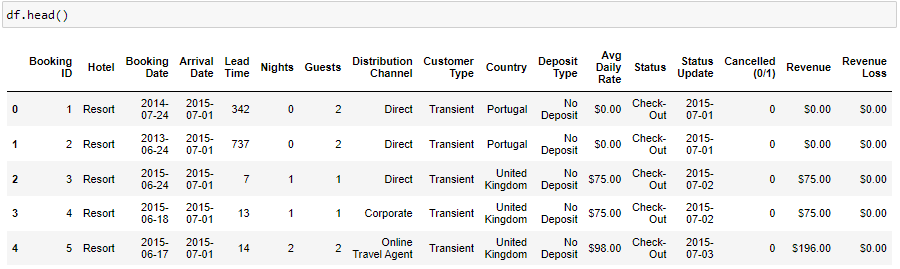 df.head()
Booking ID Hotel Booking Date Arrival Date Lead Time Nights Guests Distribution Channel Customer Type Country Deposit Type Avg Daily Rate Status Status Update Cancelled (0/1) Revenue Revenue Loss
0 1 Resort 2014-07-24 2015-07-01 342 0 2 Direct Transient Portugal No Deposit $0.00 Check-Out 2015-07-01 0 $0.00 $0.00
1 2 Resort 2013-06-24 2015-07-01 737 0 2 Direct Transient Portugal No Deposit $0.00 Check-Out 2015-07-01 0 $0.00 $0.00
2 3 Resort 2015-06-24 2015-07-01 7 1 1 Direct Transient United Kingdom No Deposit $75.00 Check-Out 2015-07-02 0 $75.00 $0.00
3 4 Resort 2015-06-18 2015-07-01 13 1 1 Corporate Transient United Kingdom No Deposit $75.00 Check-Out 2015-07-02 0 $75.00 $0.00
4 5 Resort 2015-06-17 2015-07-01 14 2 2 Online Travel Agent Transient United Kingdom No Deposit $98.00 Check-Out 2015-07-03 0 $196.00 $0.00